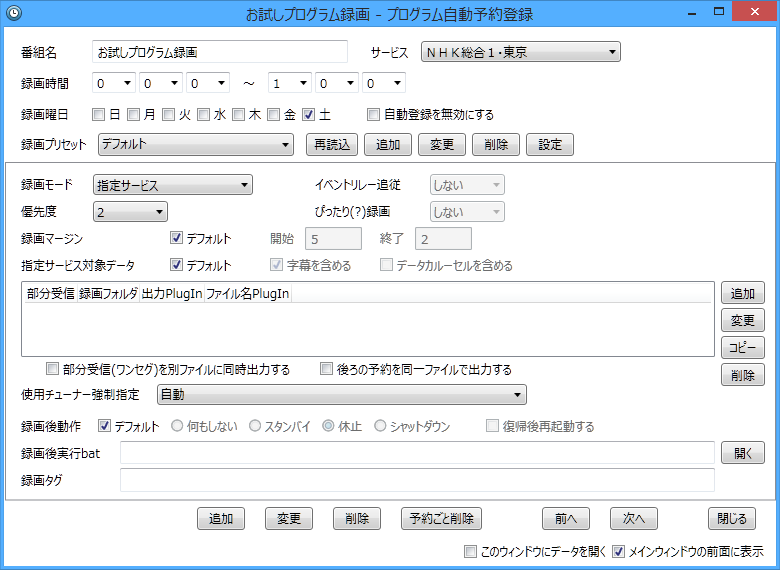 お試しプログラム録画 - プログラム自動予約登録
番組名 お試しプログラム録画 サービス ＮＨＫ総合１・東京
録画時間 0 0 0 ～ 1 0 0
録画曜日 日 月 火 水 木 金 土 自動登録を無効にする
録画プリセット デフォルト 再読込 追加 変更 削除 設定
録画モード 指定サービス イベントリレー追従 しない
優先度 2 ぴったり(?)録画 しない
録画マージン デフォルト 開始 5 終了 2
指定サービス対象データ デフォルト 字幕を含める データカルーセルを含める
部分受信 録画フォルダ 出力PlugIn ファイル名PlugIn 追加
変更
コピー
削除
部分受信(ワンセグ)を別ファイルに同時出力する 後ろの予約を同一ファイルで出力する
使用チューナー強制指定 自動
録画後動作 デフォルト 何もしない スタンバイ 休止 シャットダウン 復帰後再起動する
録画後実行bat 開く
録画タグ
追加 変更 削除 予約ごと削除 前へ 次へ 閉じる
このウィンドウにデータを開く メインウィンドウの前面に表示